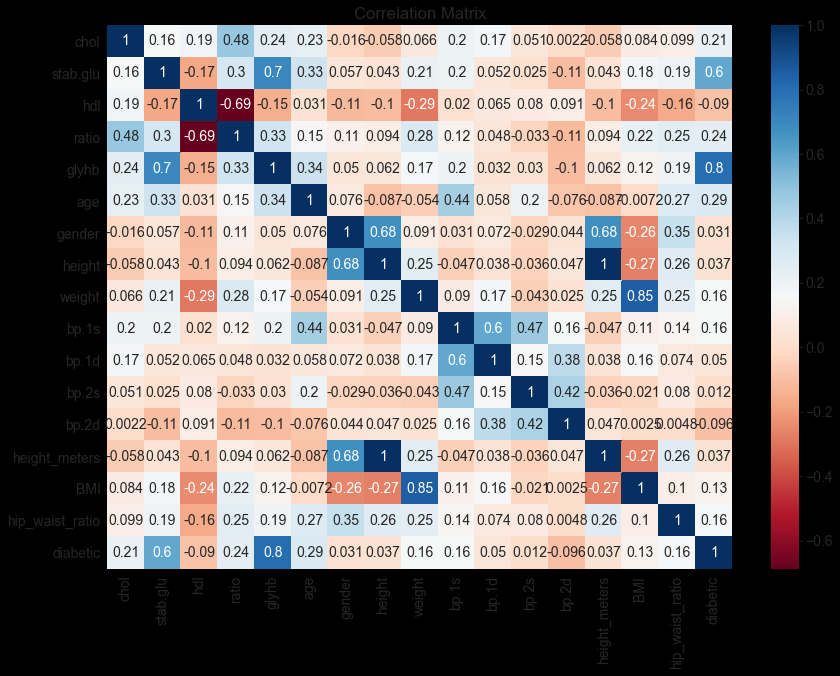 Correlation Matrix
chol 1 0.16 0.19 0.48 0.24 0.23 -0.016 -0.058 0.066 0.2 0.17 0.051 0.0022 -0.058 0.084 0.099 0.21
stab.glu 0.16 1 -0.17 0.3 0.7 0.33 0.057 0.043 0.21 0.2 0.052 0.025 -0.11 0.043 0.18 0.19 0.6
hdl 0.19 -0.17 1 -0.69 -0.15 0.031 -0.11 -0.1 -0.29 0.02 0.065 0.08 0.091 -0.1 -0.24 -0.16 -0.09
ratio 0.48 0.3 -0.69 1 0.33 0.15 0.11 0.094 0.28 0.12 0.048 -0.033 -0.11 0.094 0.22 0.25 0.24
glyhb 0.24 0.7 -0.15 0.33 1 0.34 0.05 0.062 0.17 0.2 0.032 0.03 -0.1 0.062 0.12 0.19 0.8
age 0.23 0.33 0.031 0.15 0.34 1 0.076 -0.087 -0.054 0.44 0.058 0.2 -0.076 -0.087 -0.0072 0.27 0.29
gender -0.016 0.057 -0.11 0.11 0.05 0.076 1 0.68 0.091 0.031 0.072 -0.029 0.044 0.68 -0.26 0.35 0.031
height -0.058 0.043 -0.1 0.094 0.062 -0.087 0.68 1 0.25 -0.047 0.038 -0.036 0.047 1 -0.27 0.26 0.037
weight 0.066 0.21 -0.29 0.28 0.17 -0.054 0.091 0.25 1 0.09 0.17 -0.043 0.025 0.25 0.85 0.25 0.16
bp.1s 0.2 0.2 0.02 0.12 0.2 0.44 0.031 -0.047 0.09 1 0.6 0.47 0.16 -0.047 0.11 0.14 0.16
bp.1d 0.17 0.052 0.065 0.048 0.032 0.058 0.072 0.038 0.17 0.6 1 0.15 0.38 0.038 0.16 0.074 0.05
bp.2s 0.051 0.025 0.08 -0.033 0.03 0.2 -0.029 -0.036 -0.043 0.47 0.15 1 0.42 -0.036 -0.021 0.08 0.012
bp.2d 0.0022 -0.11 0.091 -0.11 -0.1 -0.076 0.044 0.047 0.025 0.16 0.38 0.42 1 0.047 0.0025 0.0048 -0.096
height_meters -0.058 0.043 -0.1 0.094 0.062 -0.087 0.68 1 0.25 -0.047 0.038 -0.036 0.047 1 -0.27 0.26 0.037
BMI 0.084 0.18 -0.24 0.22 0.12 -0.0072 -0.26 -0.27 0.85 0.11 0.16 -0.021 0.0025 -0.27 1 0.1 0.13
hip_waist_ratio 0.099 0.19 -0.16 0.25 0.19 0.27 0.35 0.26 0.25 0.14 0.074 0.08 0.0048 0.26 0.1 1 0.16
diabetic 0.21 0.6 -0.09 0.24 0.8 0.29 0.031 0.037 0.16 0.16 0.05 0.012 -0.096 0.037 0.13 0.16 1
chol stab.glu hdl ratio glyhb age gender height weight bp.1s bp.1d bp.2s bp.2d height_meters BMI hip_waist_ratio diabetic
1.0
0.8
0.6
0.4
0.2
0.0
−0.2
−0.4
−0.6